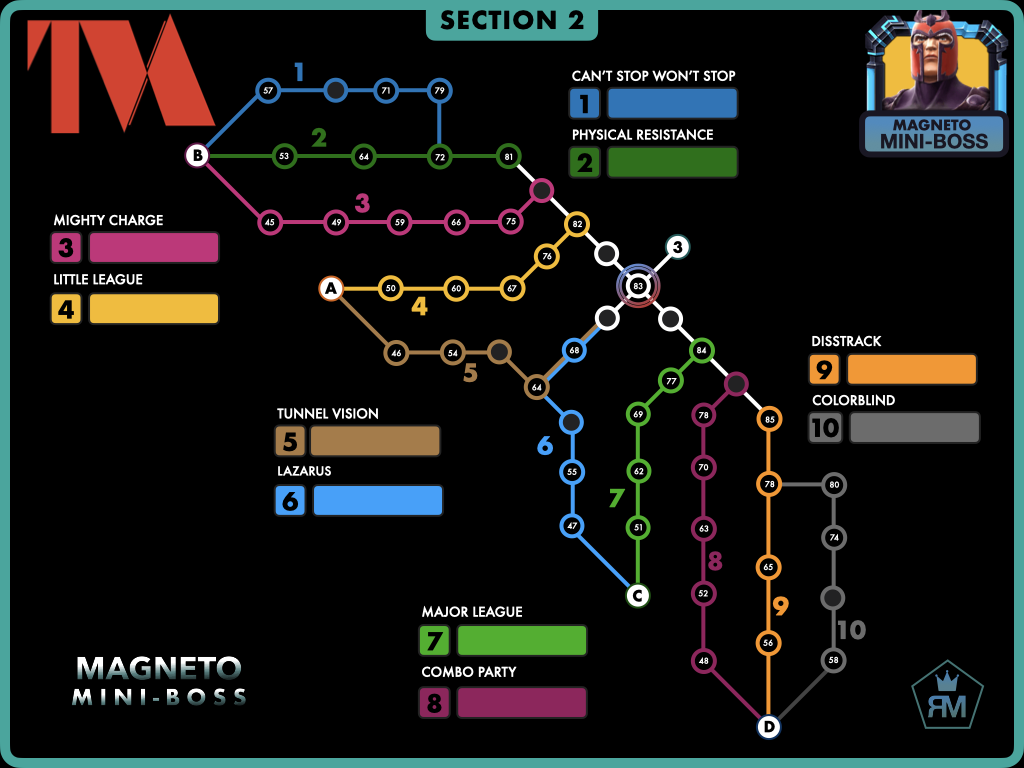 SECTION 2
TM
MAGNETO
MINI-BOSS
1
57
71
79
CAN'T STOP WON'T STOP
1
PHYSICAL RESISTANCE
2
B
2
53
64
72
81
3
45
49
59
66
75
82
MIGHTY CHARGE
3
LITTLE LEAGUE
4
76
3
A
50
60
67
83
4
46
54
5
64
68
84
77
DISSTRACK
9
COLORBLIND
10
TUNNEL VISION
5
LAZARUS
6
6
55
47
69
62
7
51
C
78
70
63
8
52
48
85
78
65
9
56
80
74
10
58
D
MAJOR LEAGUE
7
COMBO PARTY
8
MAGNETO
MINI-BOSS
ЯM